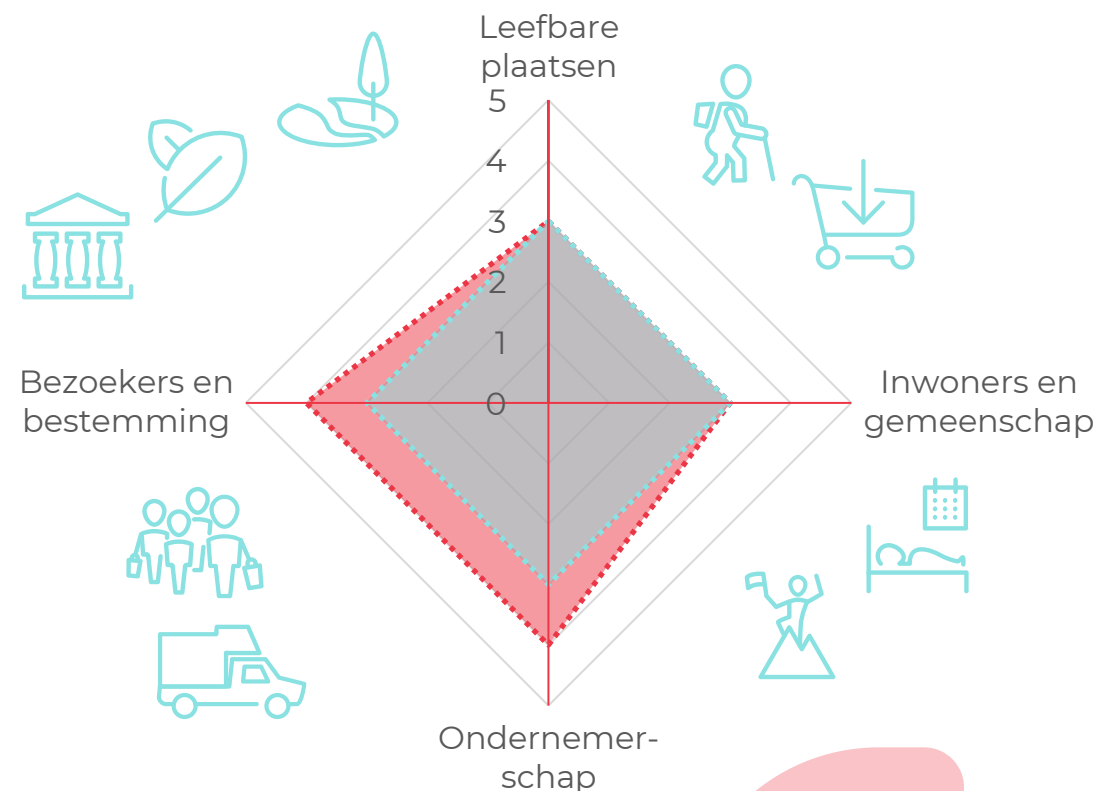 Leefbare
plaatsen
5
4
3
2
1
0
Bezoekers en
bestemming
Inwoners en
gemeenschap
Ondernemer-
schap